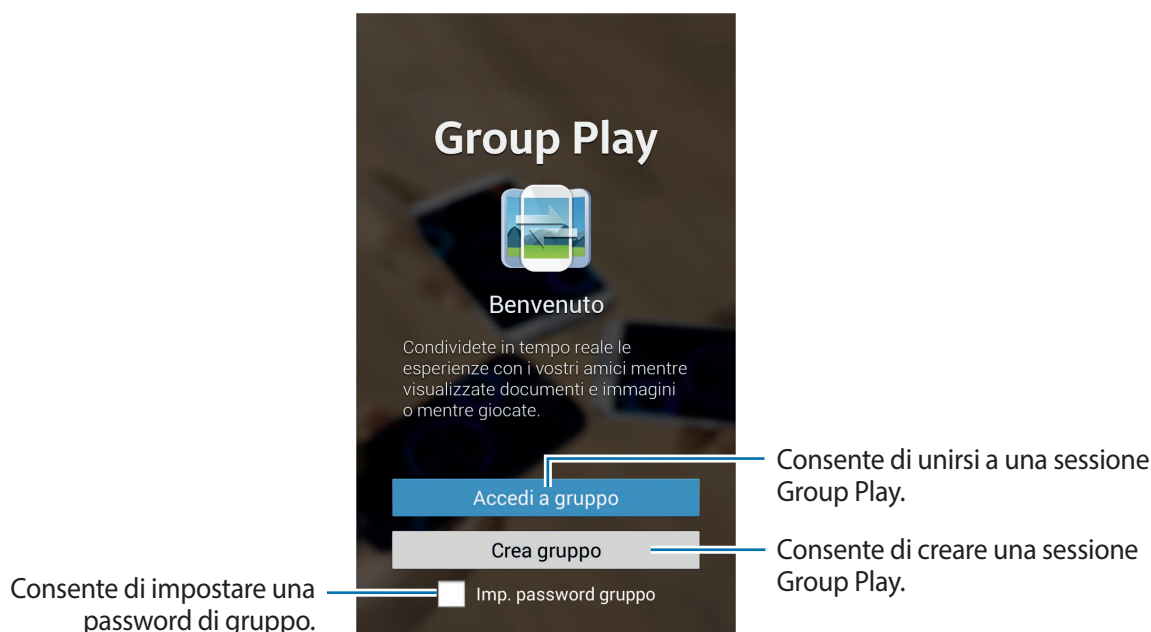 Group Play
Benvenuto
Condividete in tempo reale le
esperienze con i vostri amici mentre
visualizzate documenti e immagini
o mentre giocate.
Accedi a gruppo
Consente di unirsi a una sessione
Group Play.
Crea gruppo
Consente di creare una sessione
Group Play.
Imp. password gruppo
Consente di impostare una
password di gruppo.